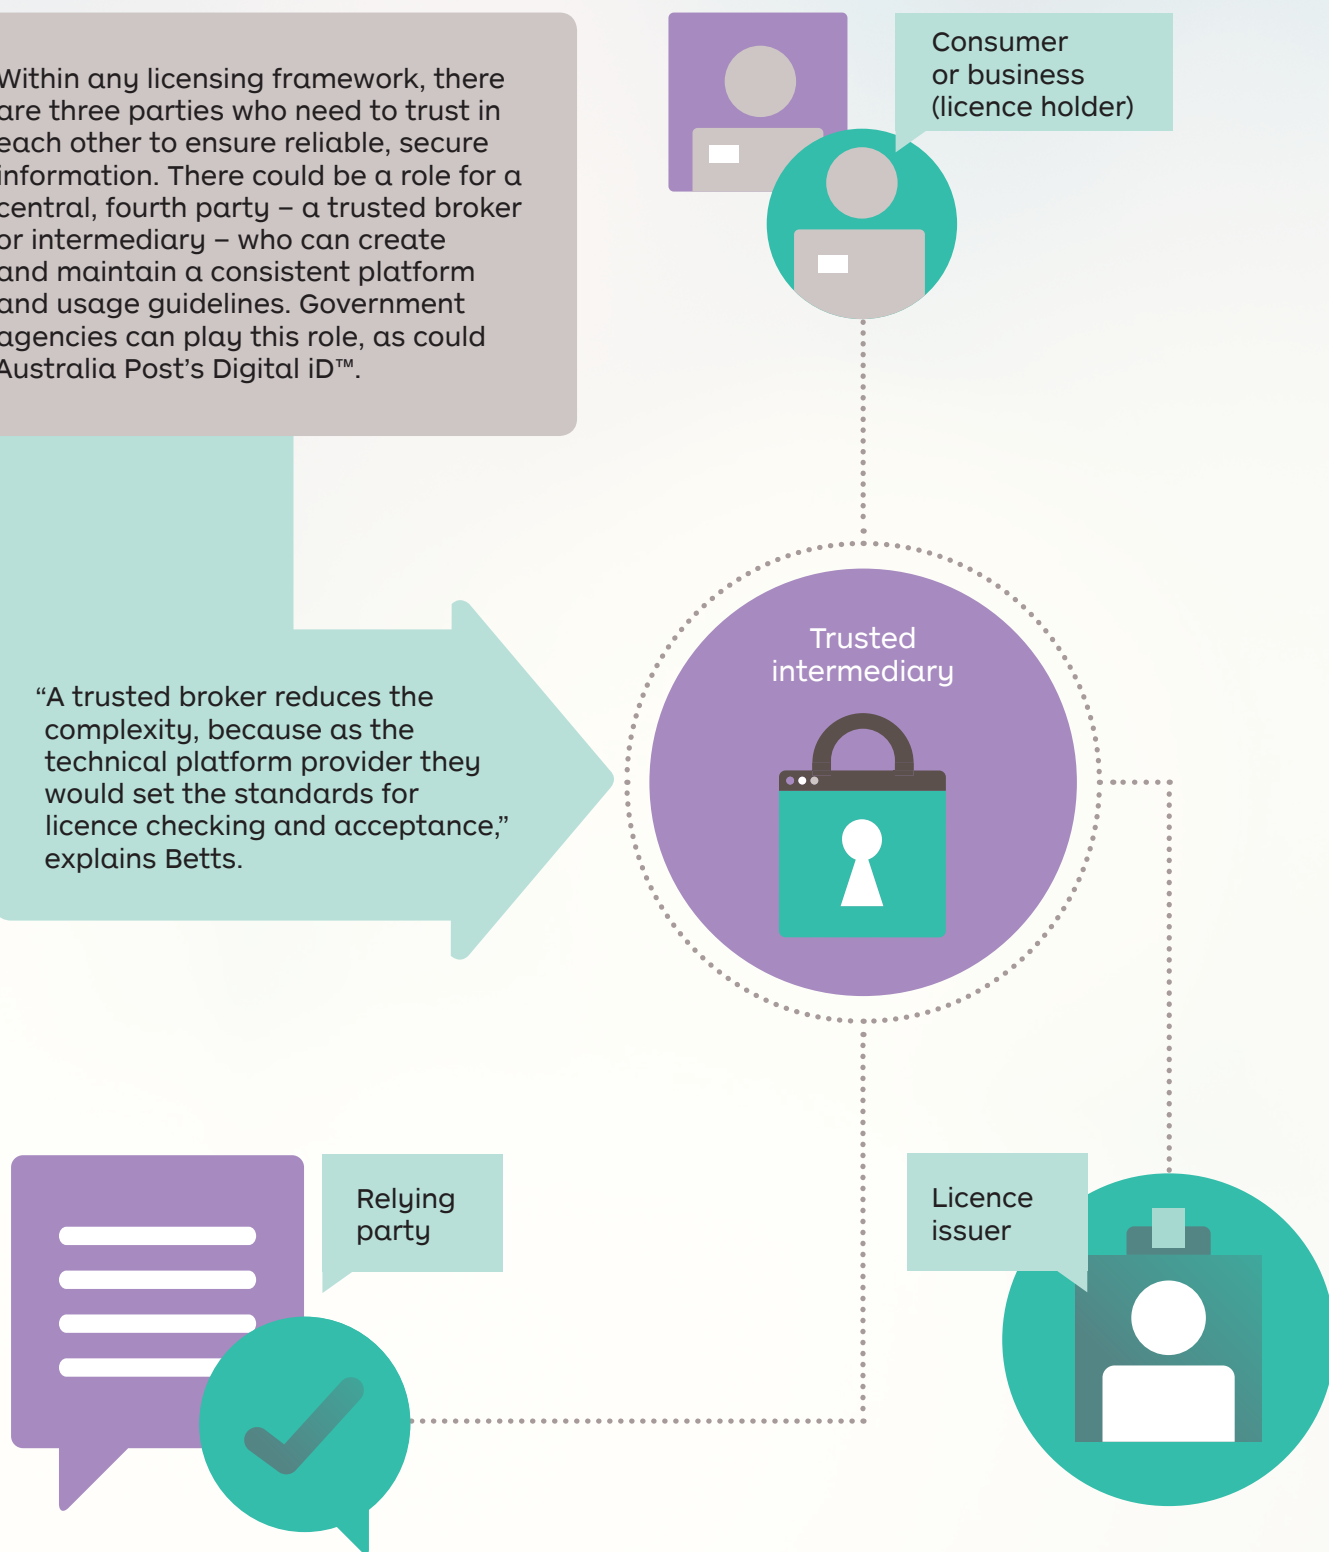 Within any licensing framework, there
are three parties who need to trust in
each other to ensure reliable, secure
information. There could be a role for a
central, fourth party – a trusted broker
or intermediary – who can create
and maintain a consistent platform
and usage guidelines. Government
agencies can play this role, as could
Australia Post’s Digital iD™.
Consumer
or business
(licence holder)
Trusted
intermediary
“A trusted broker reduces the
complexity, because as the
technical platform provider they
would set the standards for
licence checking and acceptance,”
explains Betts.
Relying
party
Licence
issuer